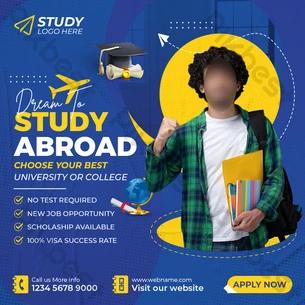 STUDY
LOGO HERE
Dream To
STUDY
ABROAD
CHOOSE YOUR BEST
UNIVERSITY OR COLLEGE
NO TEST REQUIRED
NEW JOB OPPORTUNITY
SCHOLARSHIP AVAILABLE
100% VISA SUCCESS RATE
Call us More info
1234 5678 9000
www.webname.com
Visit our website
APPLY NOW